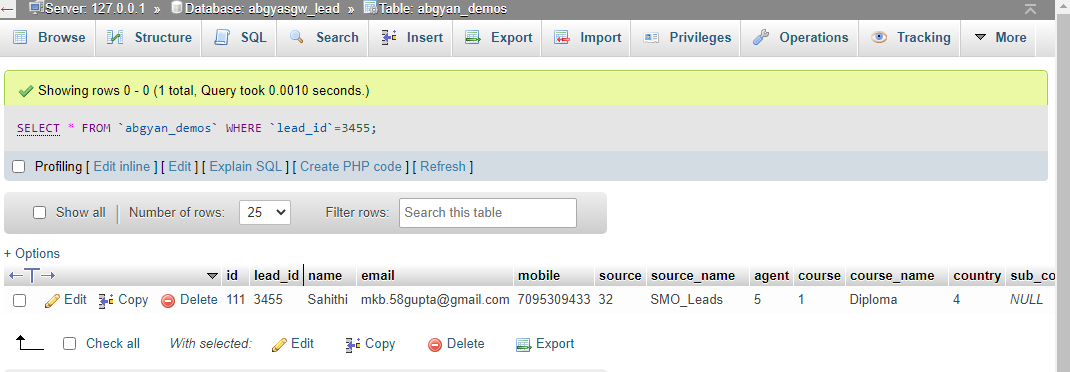 Server: 127.0.0.1 » Database: abgyasgw_lead » Table: abgyan_demos
Browse Structure SQL Search Insert Export Import Privileges Operations Tracking More
Showing rows 0 - 0 (1 total, Query took 0.0010 seconds.)
SELECT * FROM `abgyan_demos` WHERE `lead_id`=3455;
Profiling [ Edit inline ] [ Edit ] [ Explain SQL ] [ Create PHP code ] [ Refresh ]
Show all Number of rows: 25 Filter rows: Search this table
+ Options
←T→ id lead_id name email mobile source source_name agent course course_name country sub_co
Edit Copy Delete 111 3455 Sahithi mkb.58gupta@gmail.com 7095309433 32 SMO_Leads 5 1 Diploma 4 NULL
Check all With selected: Edit Copy Delete Export